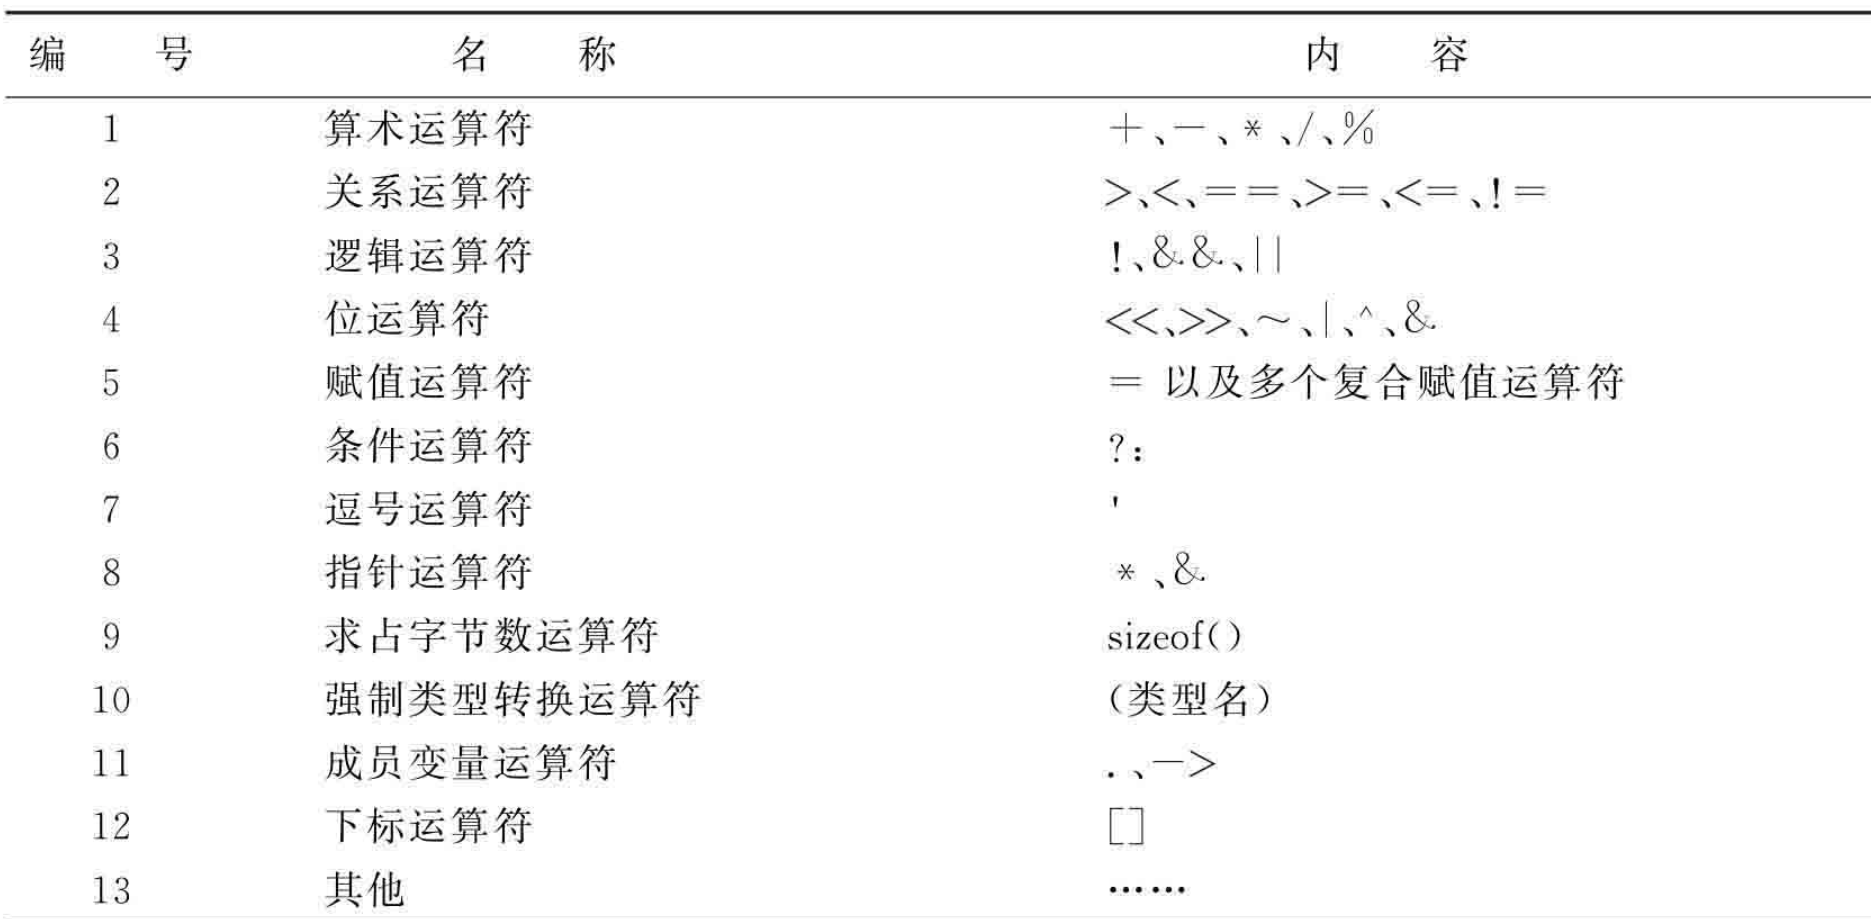 编 号 名 称 内 容
1 算术运算符 +、-、*、/、%
2 关系运算符 >、<、==、>=、<=、!=
3 逻辑运算符 !、&&、||
4 位运算符 <<、>>、~、|、^、&
5 赋值运算符 = 以及多个复合赋值运算符
6 条件运算符 ?:
7 逗号运算符 '
8 指针运算符 *、&
9 求占字节数运算符 sizeof()
10 强制类型转换运算符 (类型名)
11 成员变量运算符 .、->
12 下标运算符 []
13 其他 ……